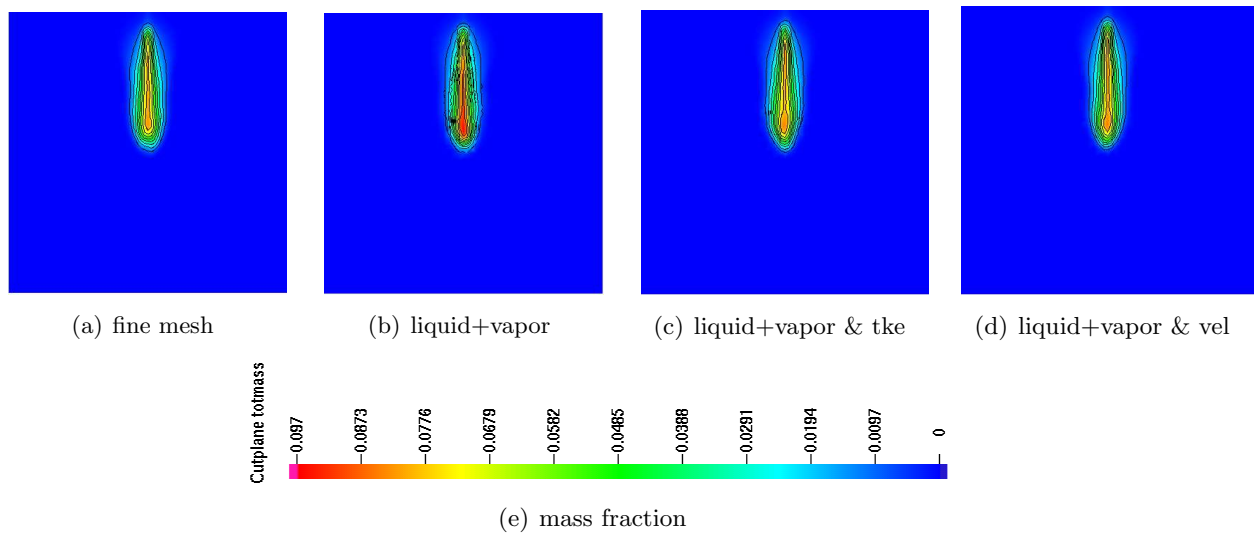 (a) fine mesh
(b) liquid+vapor
(c) liquid+vapor & tke
(d) liquid+vapor & vel
Cutplane totmass
0.097
0.0873
0.0776
0.0679
0.0582
0.0485
0.0388
0.0291
0.0194
0.0097
0
(e) mass fraction